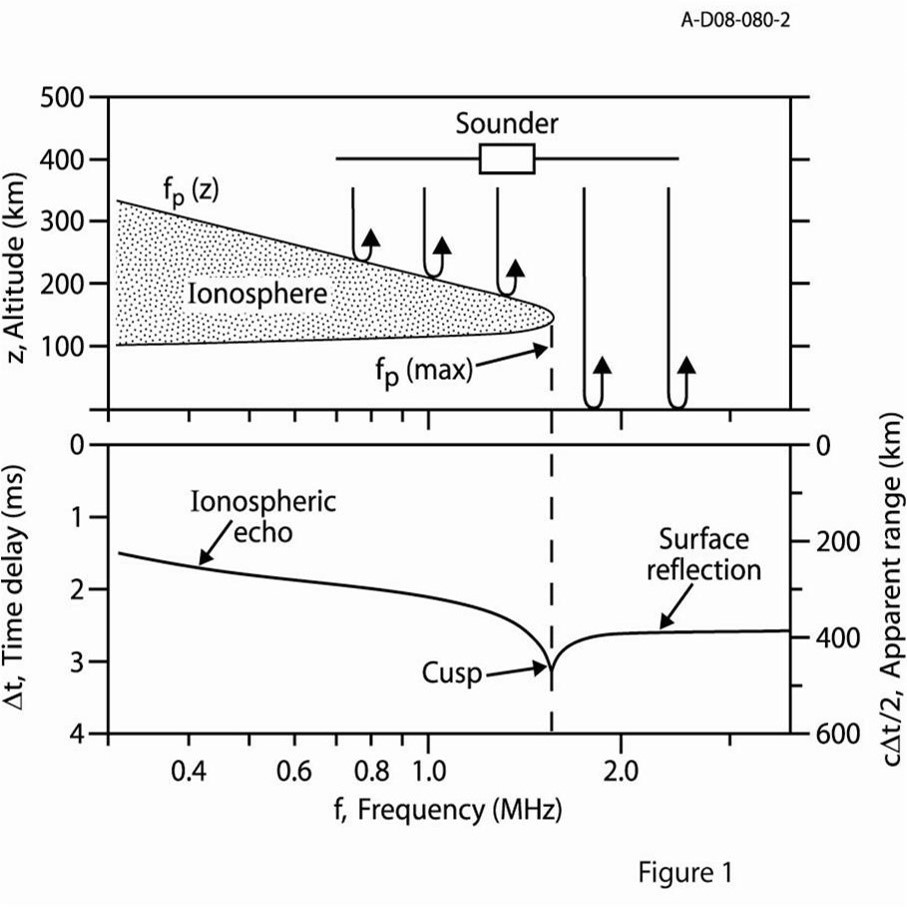 A-D08-080-2
500
400
300
200
100
z, Altitude (km)
Sounder
fp (z)
Ionosphere
fp (max)
0
1
2
3
4
Δt, Time delay (ms)
Ionospheric
echo
Surface
reflection
Cusp
0
200
400
600
cΔt/2, Apparent range (km)
0.4 0.6 0.8 1.0 2.0
f, Frequency (MHz)
Figure 1